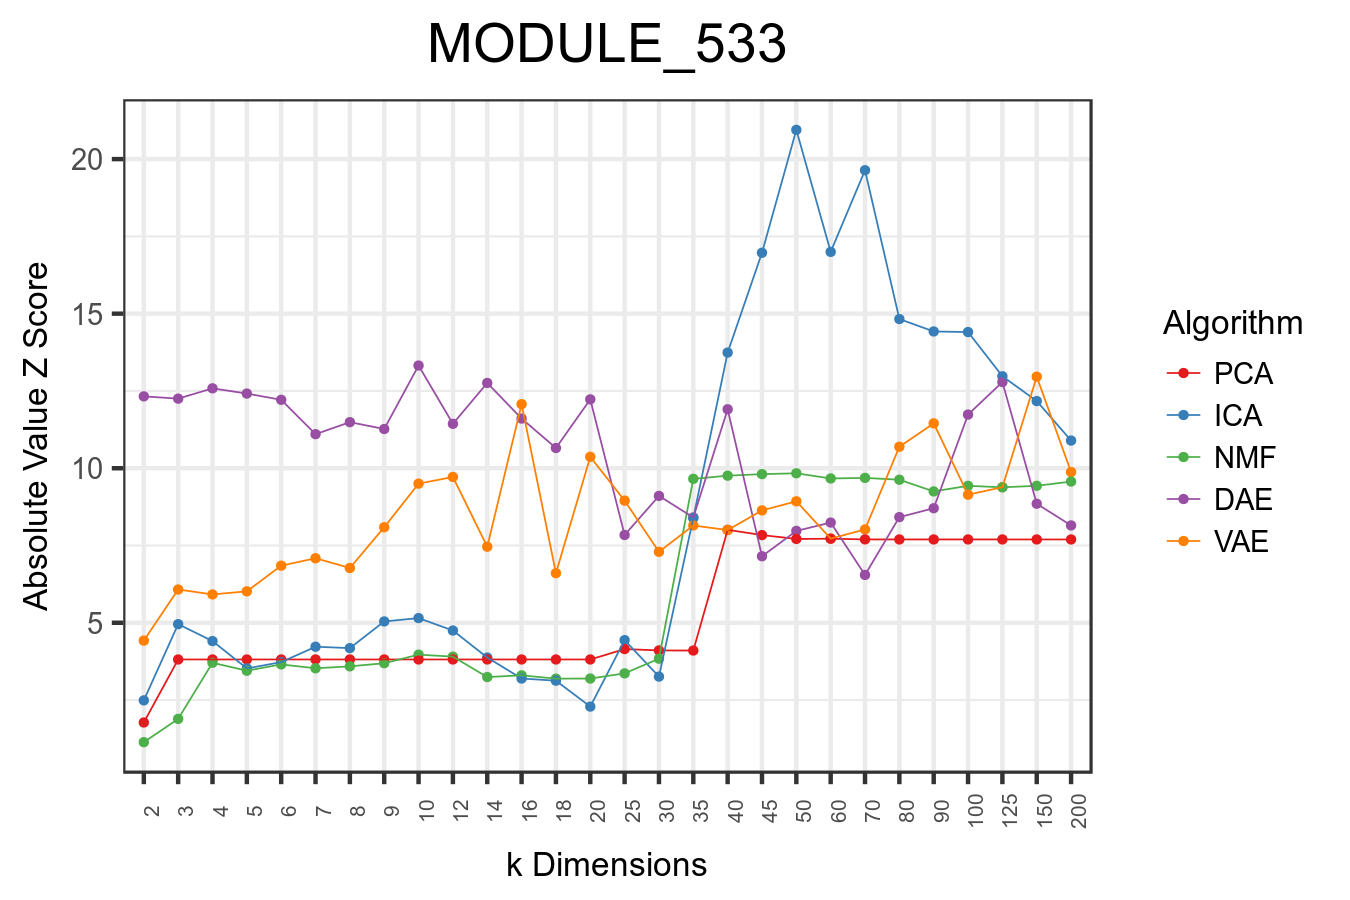 MODULE_533
Absolute Value Z Score
20
15
10
5
2 3 4 5 6 7 8 9 10 12 14 16 18 20 25 30 35 40 45 50 60 70 80 90 100 125 150 200
k Dimensions
Algorithm
PCA
ICA
NMF
DAE
VAE